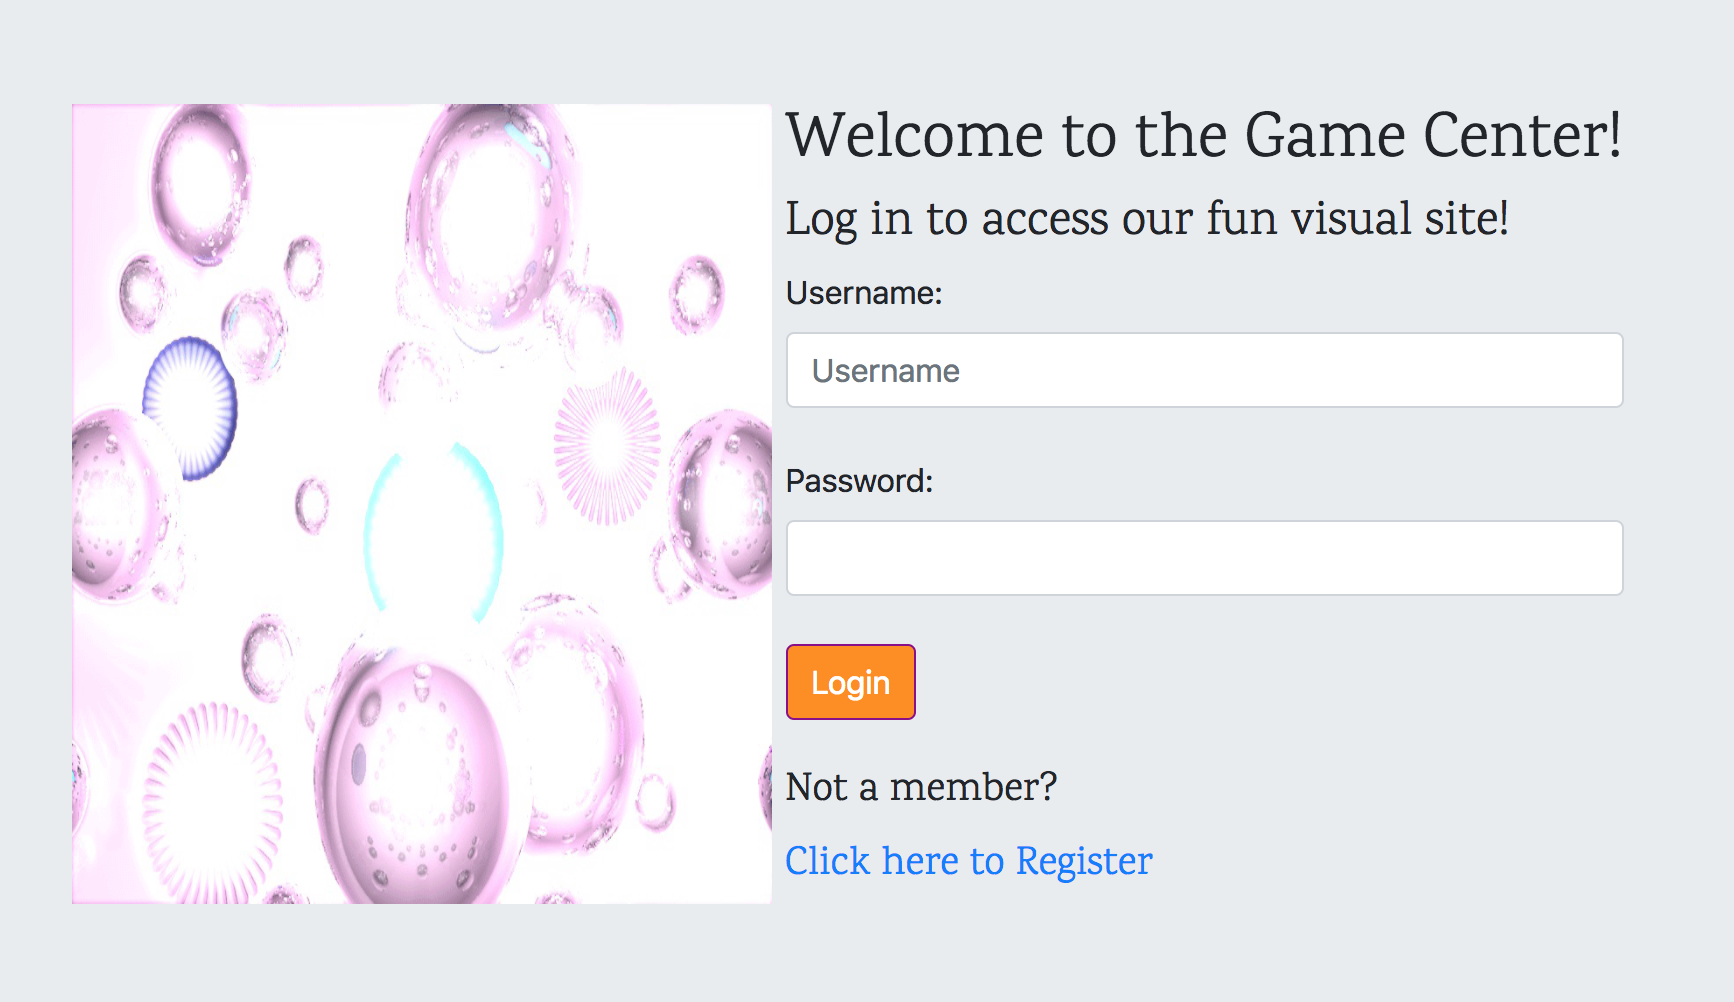 Welcome to the Game Center!
Log in to access our fun visual site!
Username:
Username
Password:
Login
Not a member?
Click here to Register